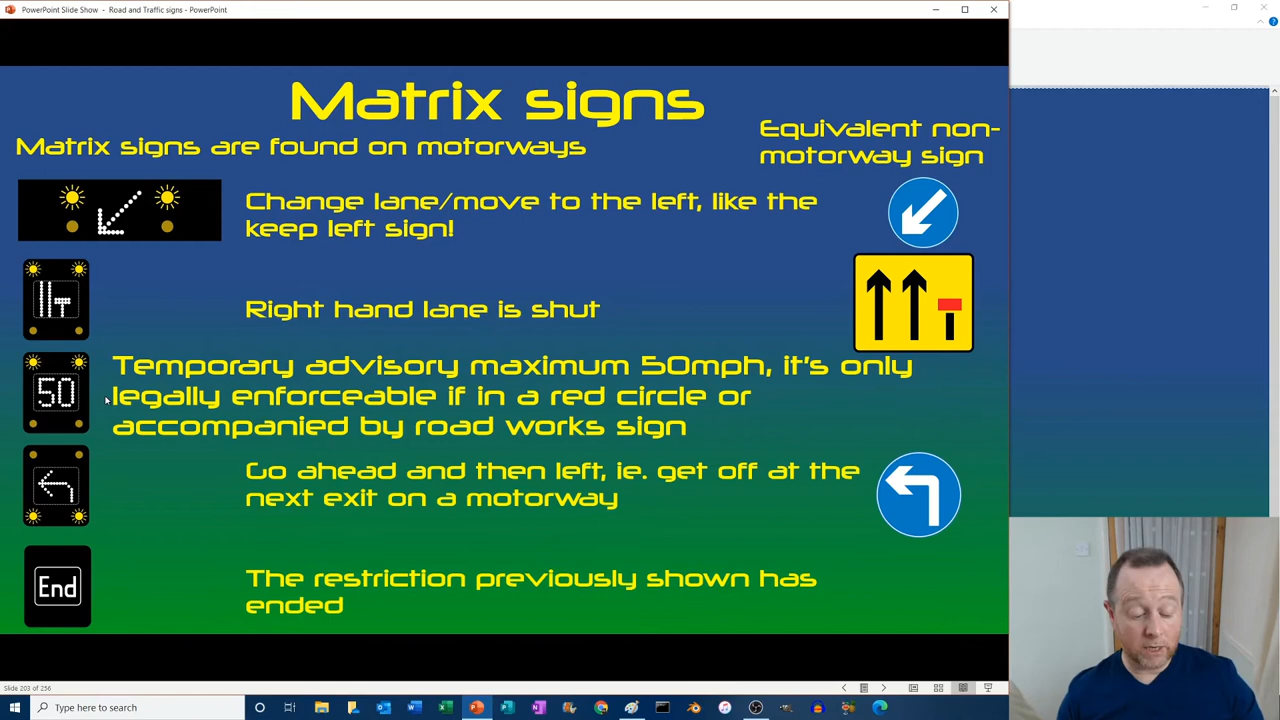 PowerPoint Slide Show - Road and Traffic signs - PowerPoint
Matrix signs
Matrix signs are found on motorways
Equivalent non-
motorway sign
Change lane/move to the left, like the
keep left sign!
Right hand lane is shut
50
Temporary advisory maximum 50mph, it's only
legally enforceable if in a red circle or
accompanied by road works sign
Go ahead and then left, ie. get off at the
next exit on a motorway
End
The restriction previously shown has
ended
Slide 203 of 256
Type here to search